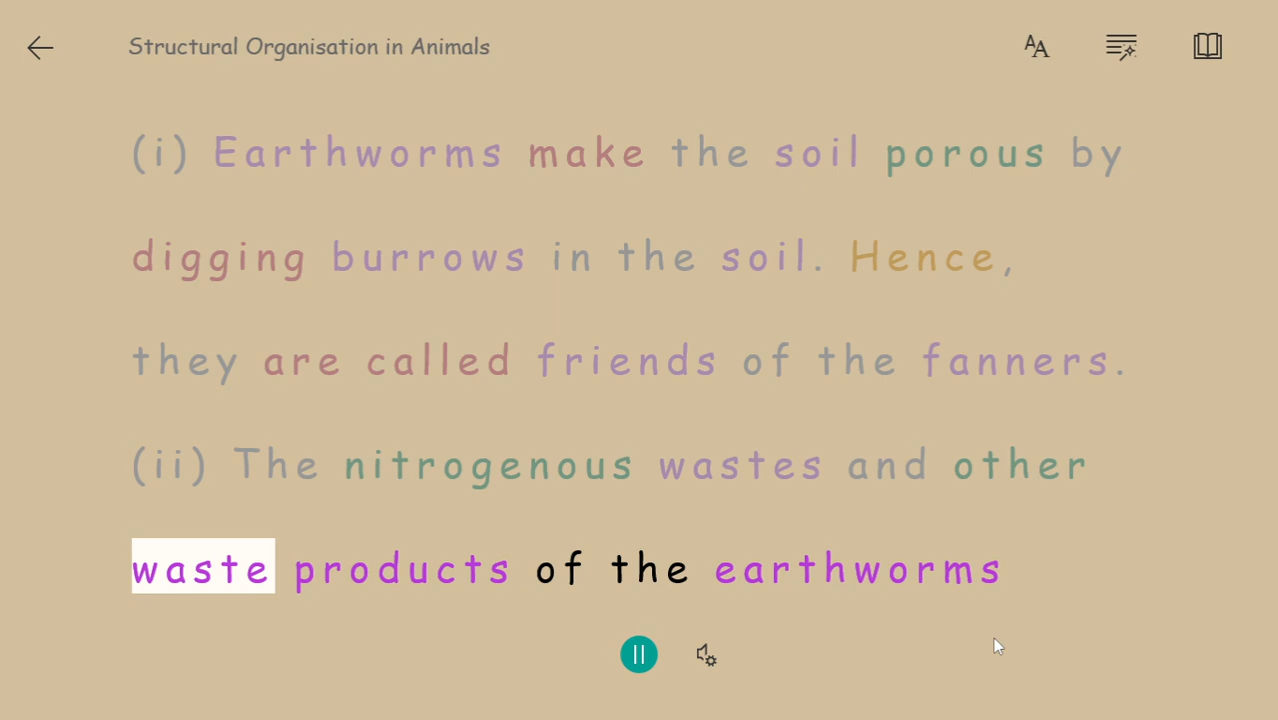 Structural Organisation in Animals
(i) Earthworms make the soil porous by
digging burrows in the soil. Hence,
they are called friends of the fanners.
(ii) The nitrogenous wastes and other
waste products of the earthworms